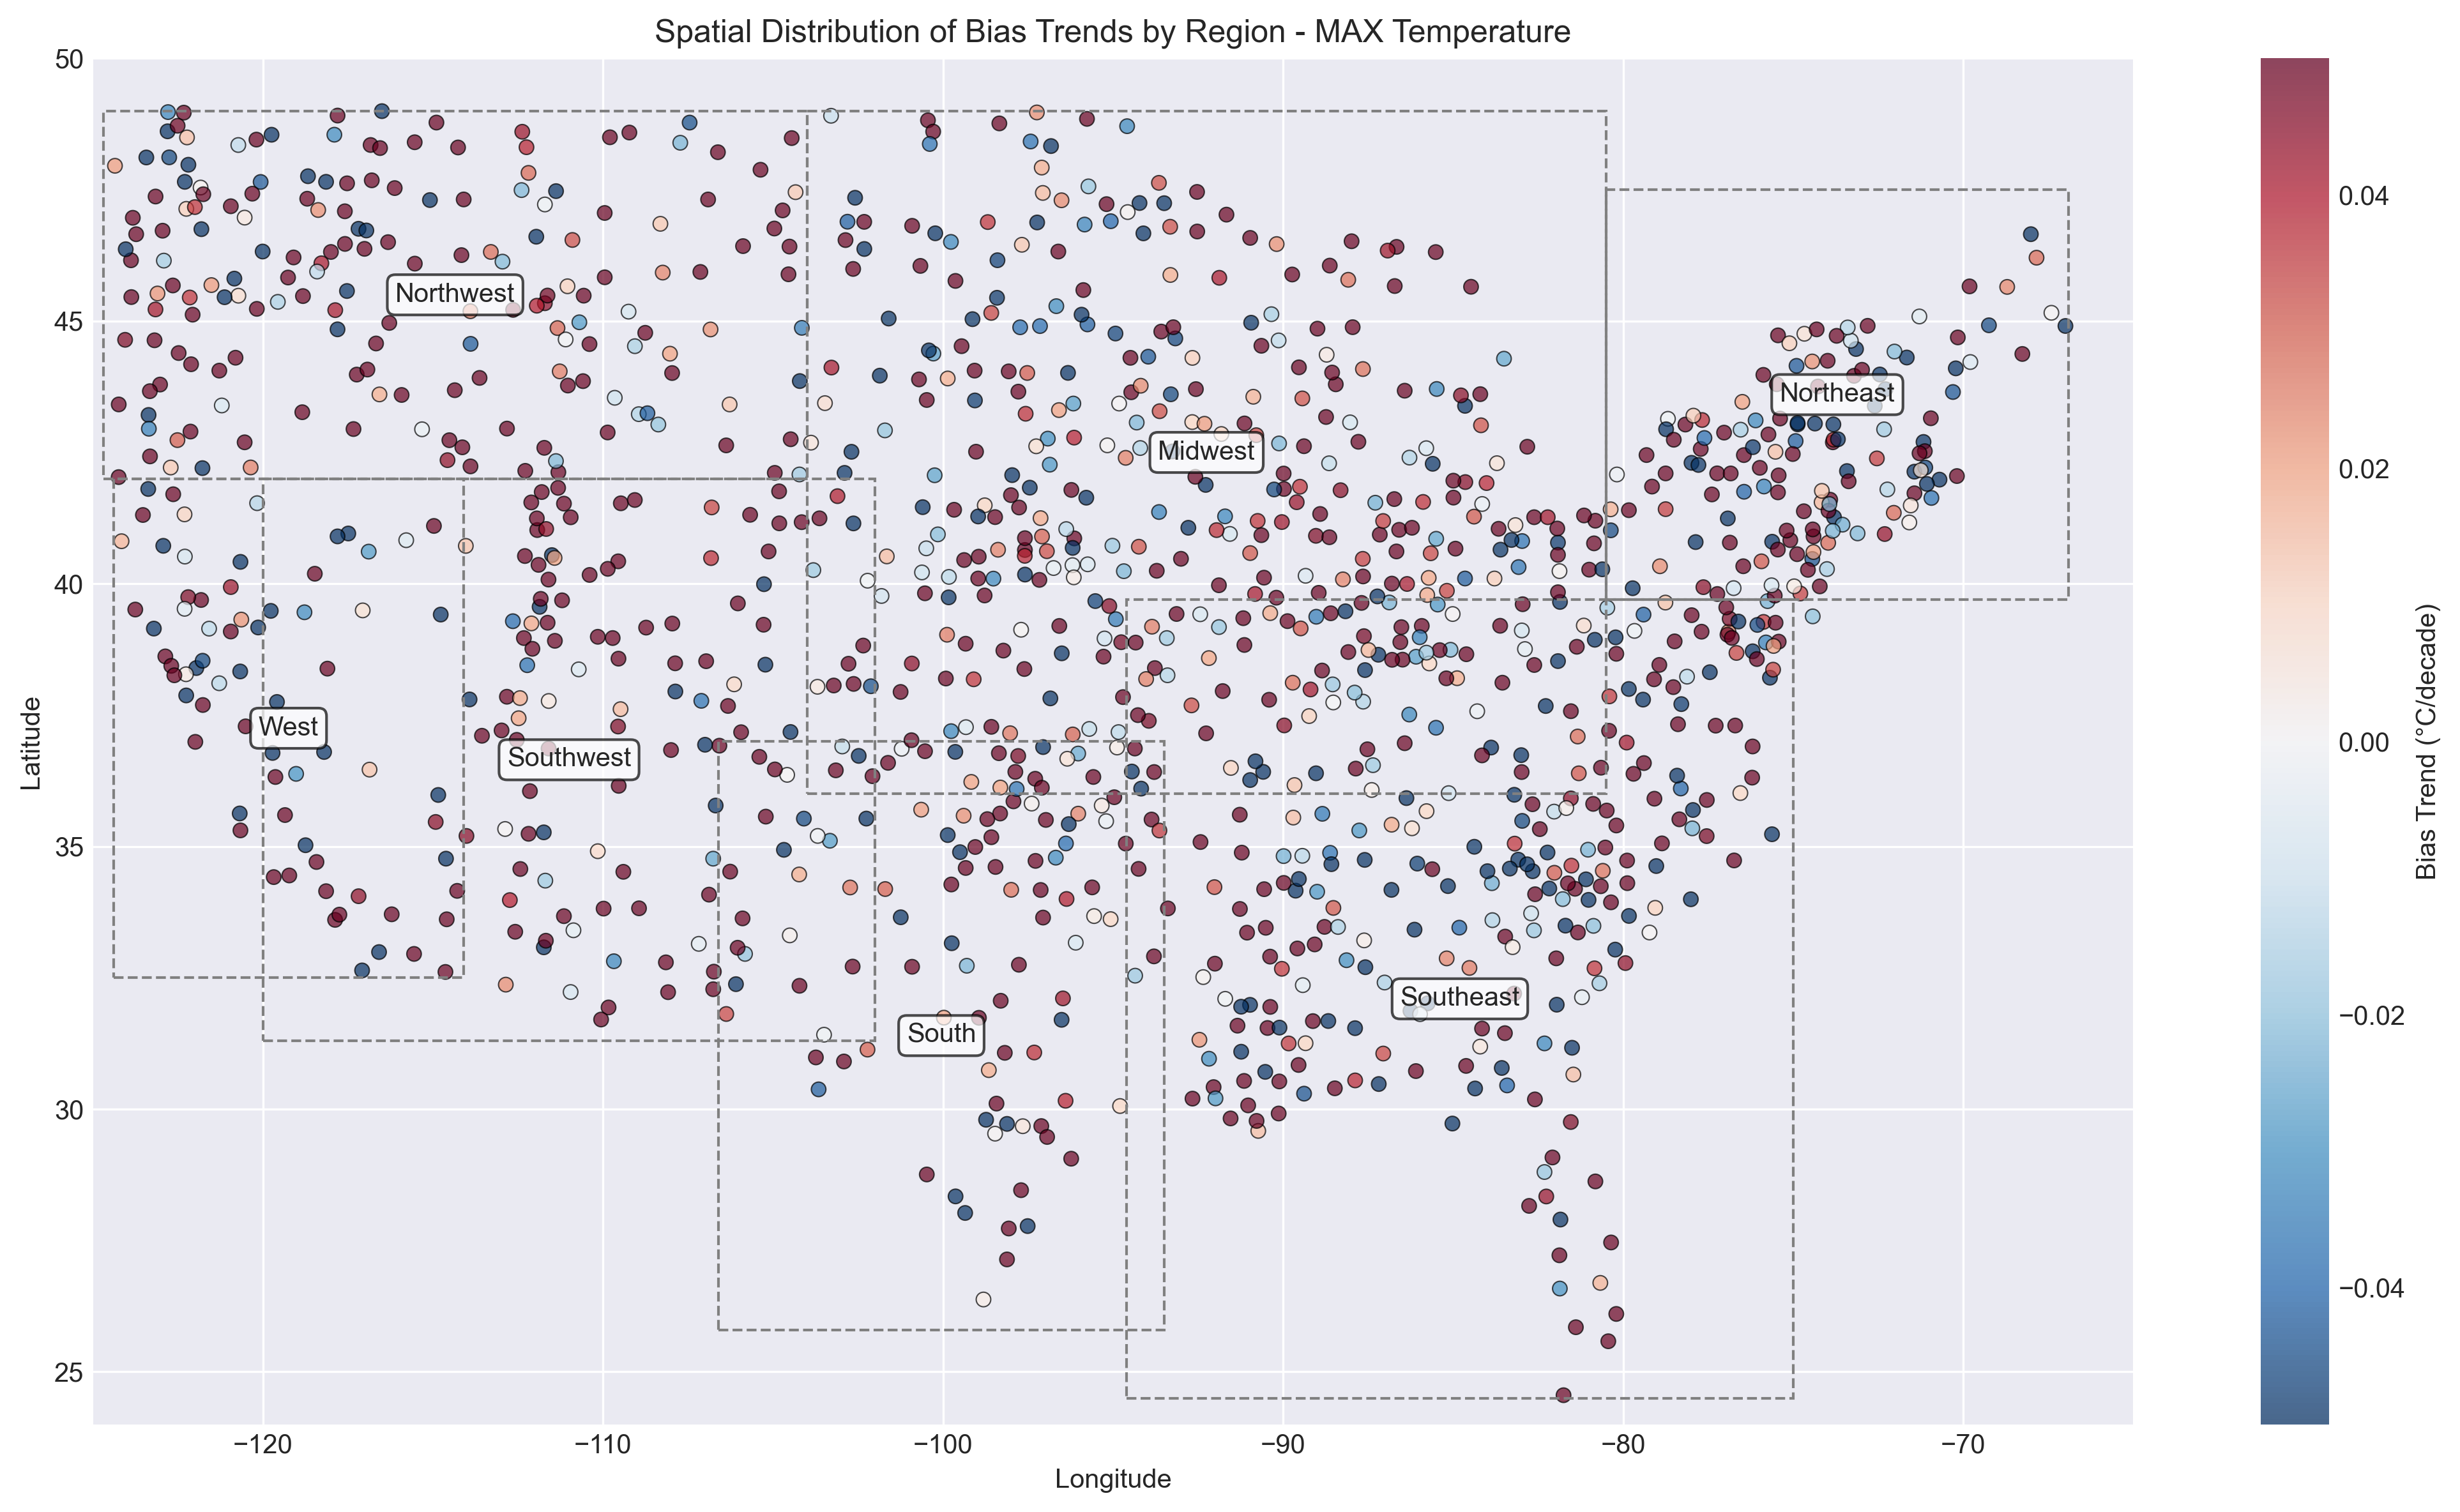 Spatial Distribution of Bias Trends by Region - MAX Temperature
50
45
40
35
30
25
Latitude
−120
−110
−100
−90
−80
−70
Longitude
Northwest
Northeast
Midwest
West
Southwest
Southeast
South
0.04
0.02
0.00
−0.02
−0.04
Bias Trend (°C/decade)